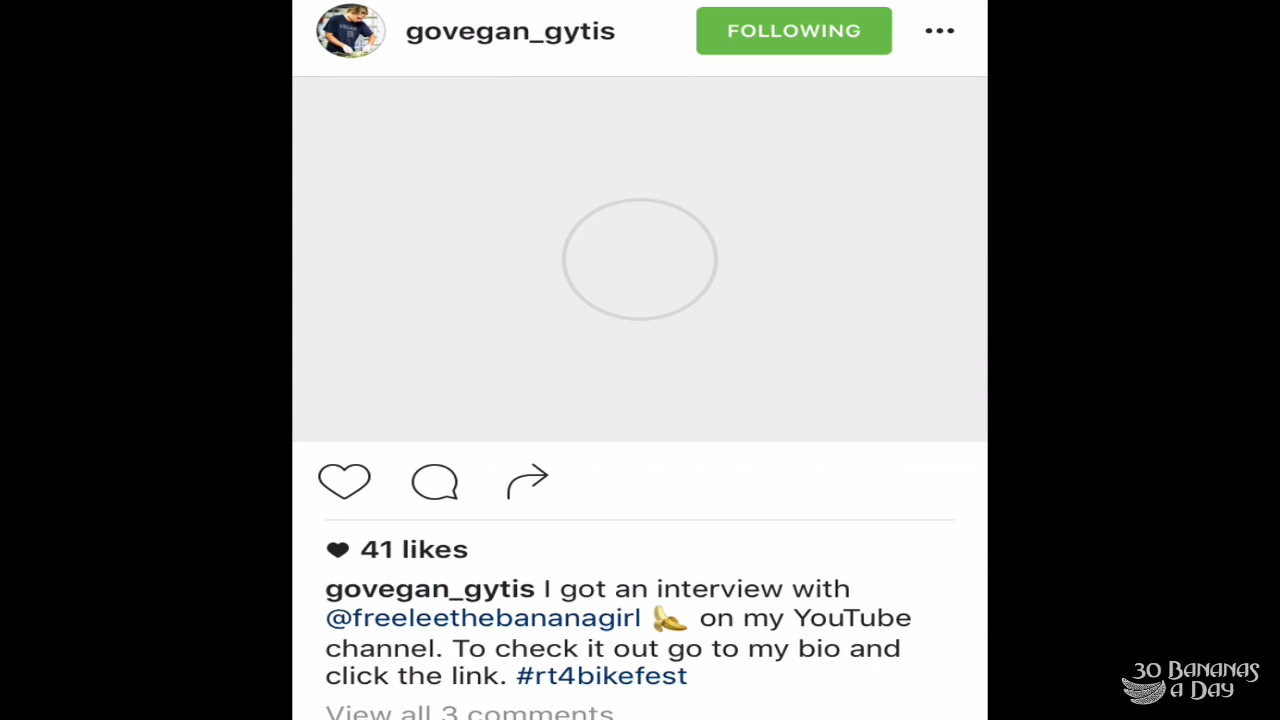 govegan_gytis
FOLLOWING
41 likes
govegan_gytis I got an interview with
@freeleethebananagirl 🍌 on my YouTube
channel. To check it out go to my bio and
click the link. #rt4bikefest
View all 3 comments
30 BANANAS
A DAY